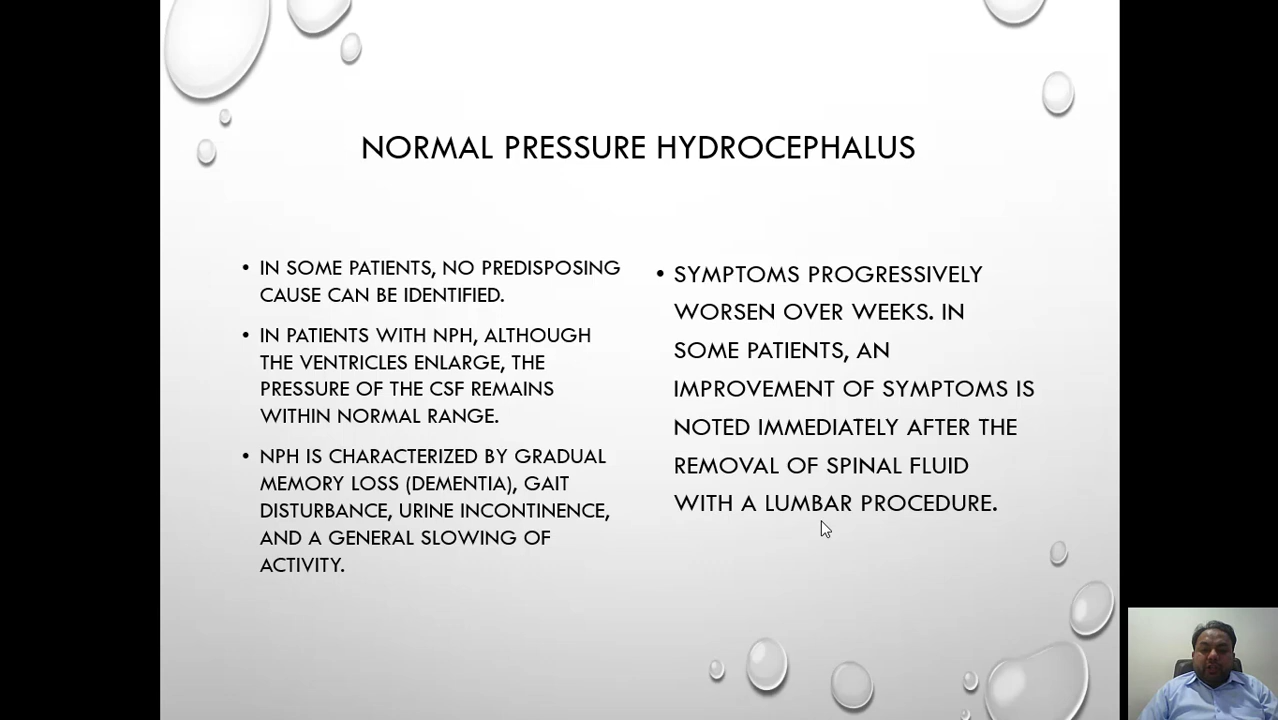 NORMAL PRESSURE HYDROCEPHALUS
• IN SOME PATIENTS, NO PREDISPOSING
CAUSE CAN BE IDENTIFIED.
• IN PATIENTS WITH NPH, ALTHOUGH
THE VENTRICLES ENLARGE, THE
PRESSURE OF THE CSF REMAINS
WITHIN NORMAL RANGE.
• NPH IS CHARACTERIZED BY GRADUAL
MEMORY LOSS (DEMENTIA), GAIT
DISTURBANCE, URINE INCONTINENCE,
AND A GENERAL SLOWING OF
ACTIVITY.
• SYMPTOMS PROGRESSIVELY
WORSEN OVER WEEKS. IN
SOME PATIENTS, AN
IMPROVEMENT OF SYMPTOMS IS
NOTED IMMEDIATELY AFTER THE
REMOVAL OF SPINAL FLUID
WITH A LUMBAR PROCEDURE.